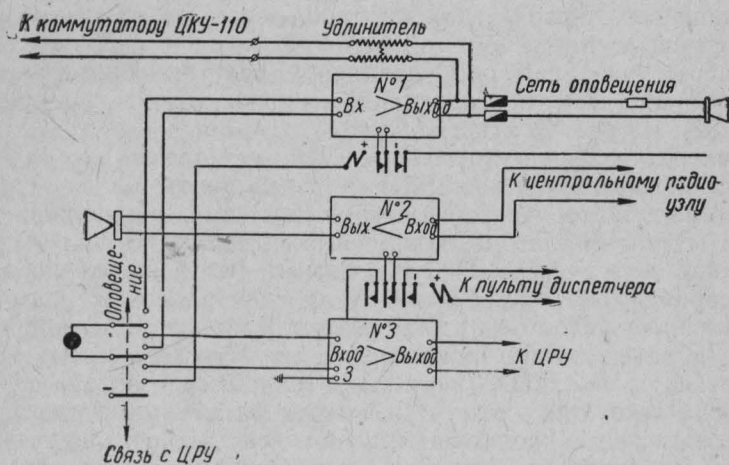 К коммутатору ЦКУ-110
Удлинитель
№1
Вх Выход
Сеть оповещения
+ -
К центральному радио-
узлу
№2
Вых Вход
- +
К пульту диспетчера
Оповеще-
ние
-
№3
Вход Выход
З
К ЦРУ
-
Связь с ЦРУ